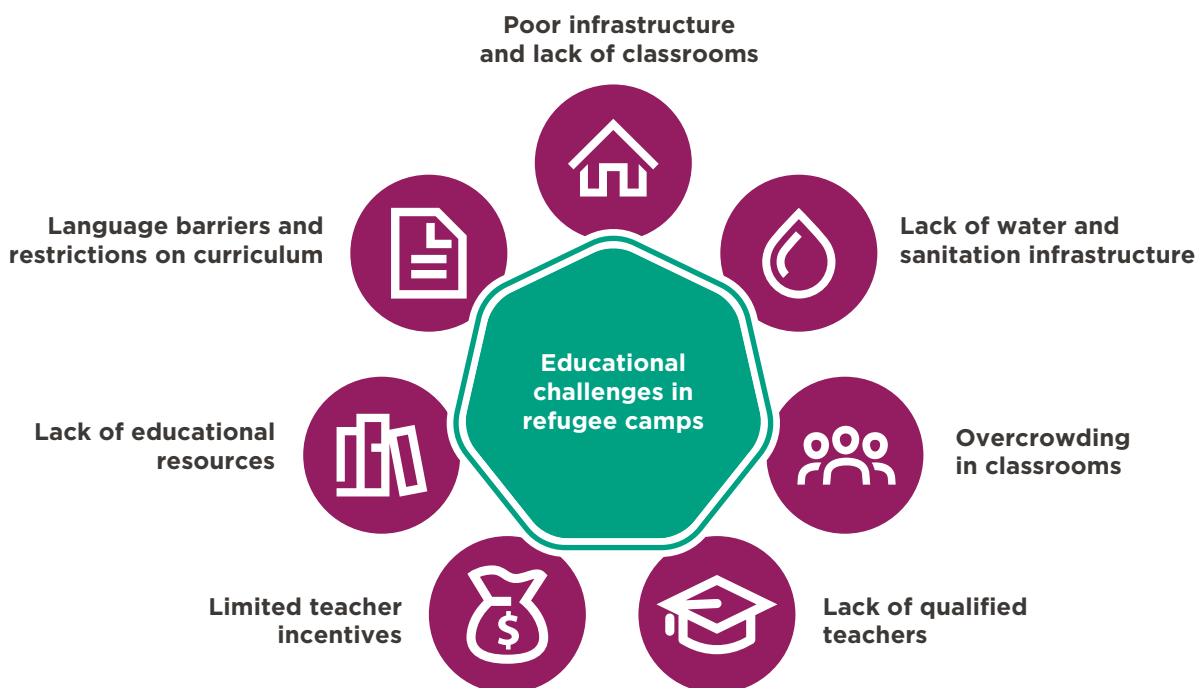 Poor infrastructure
and lack of classrooms
Language barriers and
restrictions on curriculum
Lack of water and
sanitation infrastructure
Educational
challenges in
refugee camps
Lack of educational
resources
Overcrowding
in classrooms
Limited teacher
incentives
$
Lack of qualified
teachers